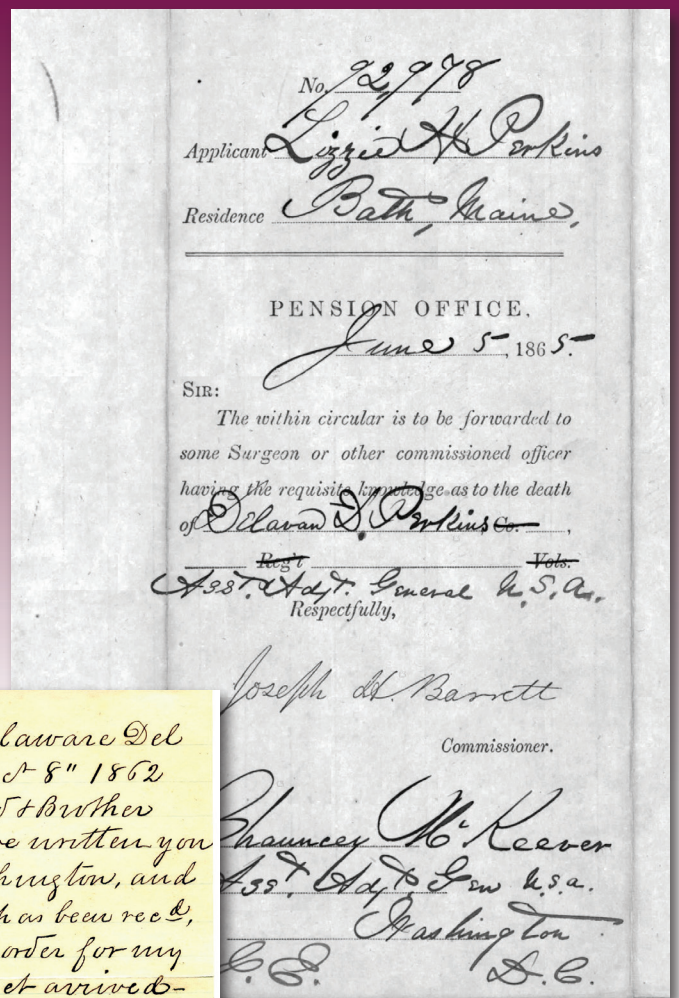 No. 92,978
Applicant Lizzie H Perkins
Residence Bath, Maine,
PENSION OFFICE,
June 5, 1865.
SIR:
The within circular is to be forwarded to
some Surgeon or other commissioned officer
having the requisite knowledge as to the death
of Delavan D. Perkins Co. ,
Reg't Vols.
Asst. Adjt. General U.S.A.
Respectfully,
Joseph H. Barrett
Commissioner.
Chauncey McKeever
Asst. Adjt. Gen U.S.a.
Washington
D.C.
laware Del
8" 1862
& Brother
e written you
hington, and
has been recd,
order for my
et arrived-